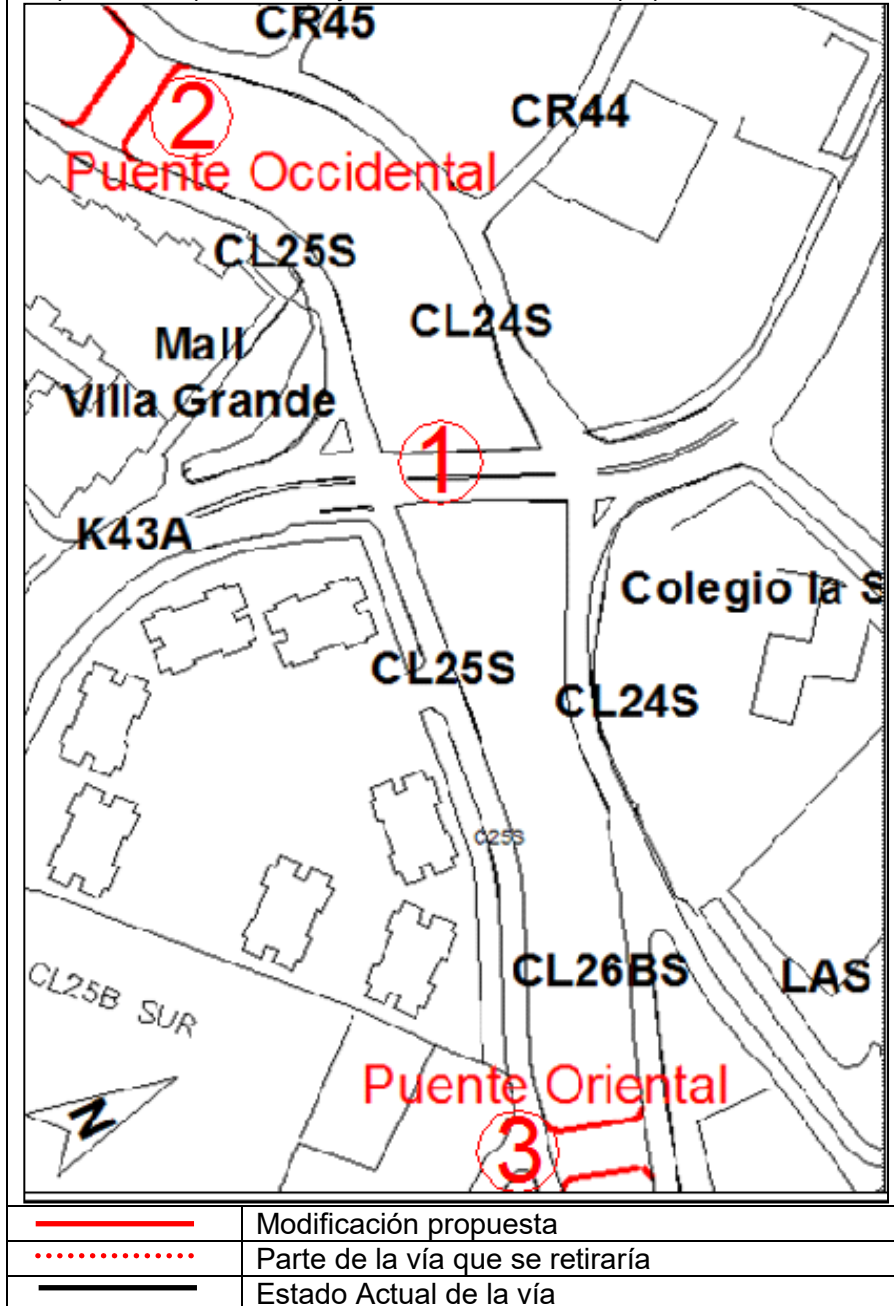 CR45
CR44
2
Puente Occidental
CL25S
CL24S
Mall
Villa Grande
1
K43A
Colegio la S
CL25S
CL24S
C25S
CL26BS
LAS
CL25B SUR
Puente Oriental
N
3
Modificación propuesta
Parte de la vía que se retiraría
Estado Actual de la vía